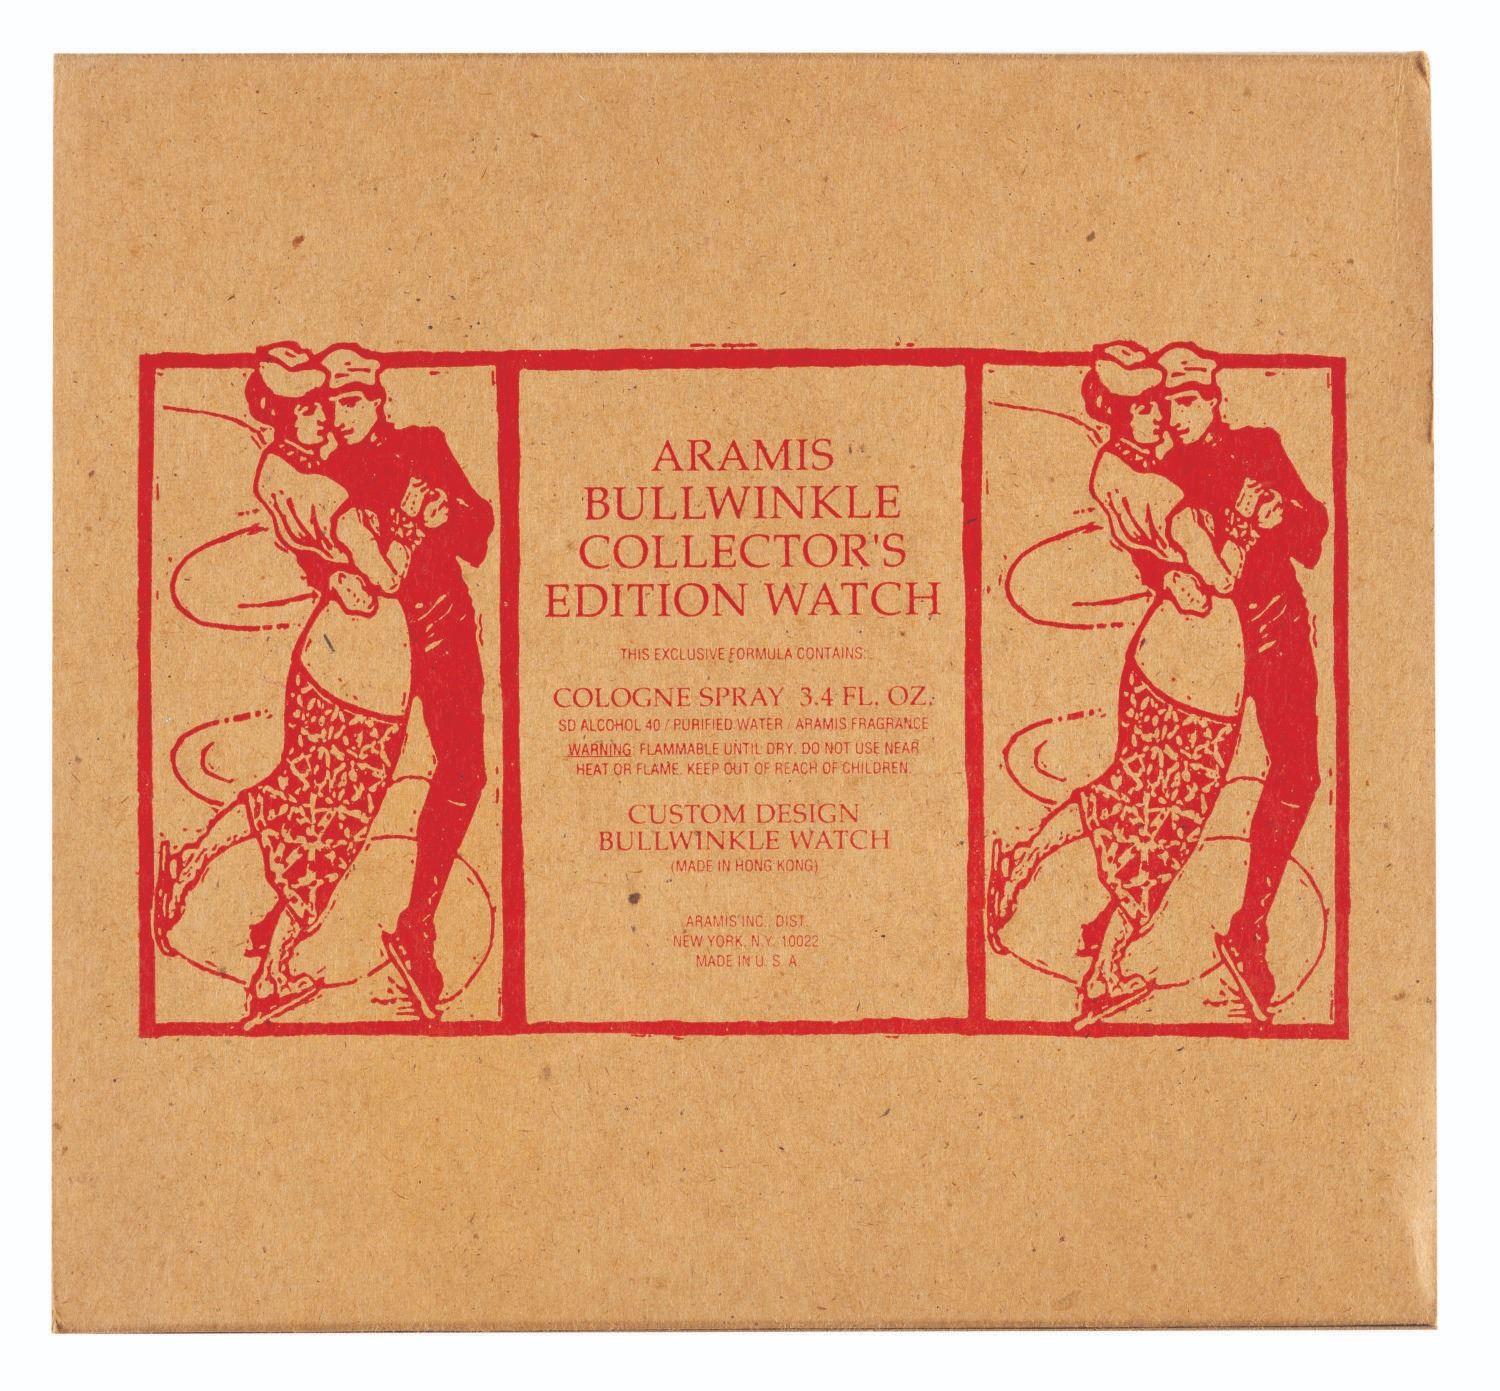 ARAMIS
BULLWINKLE
COLLECTOR'S
EDITION WATCH
THIS EXCLUSIVE FORMULA CONTAINS:
COLOGNE SPRAY 3.4 FL. OZ.
SD ALCOHOL 40 / PURIFIED WATER / ARAMIS FRAGRANCE
WARNING: FLAMMABLE UNTIL DRY. DO NOT USE NEAR
HEAT OR FLAME. KEEP OUT OF REACH OF CHILDREN.
CUSTOM DESIGN
BULLWINKLE WATCH
(MADE IN HONG KONG)
ARAMIS INC. DIST.
NEW YORK, N.Y. 10022
MADE IN U. S. A.